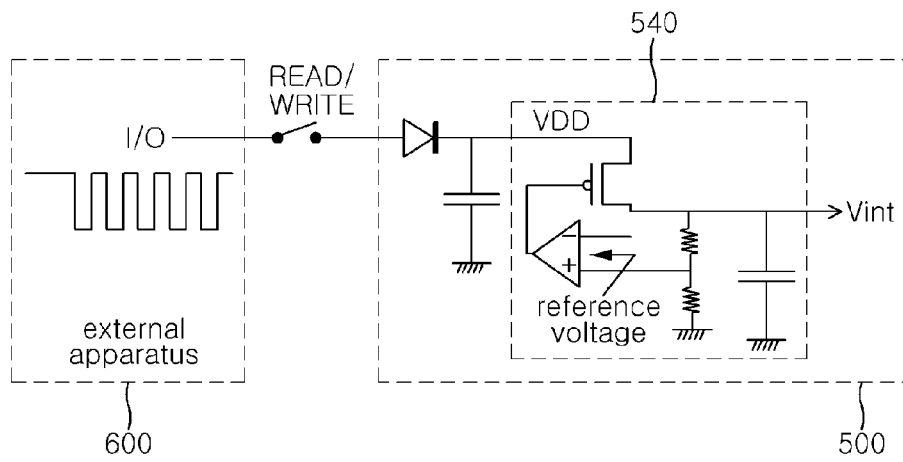 540
READ/
WRITE
I/O
VDD
Vint
−
+
reference
voltage
external
apparatus
600
500